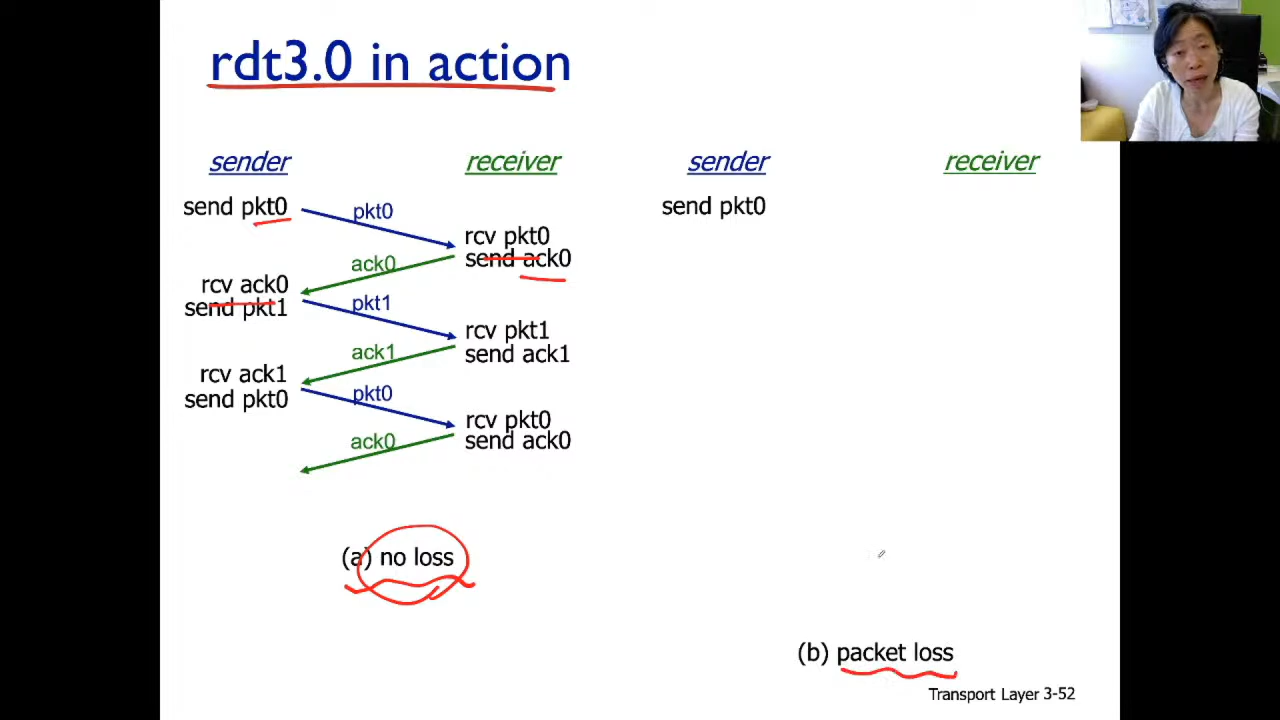 rdt3.0 in action
sender
receiver
send pkt0
pkt0
rcv pkt0
send ack0
ack0
rcv ack0
send pkt1
pkt1
rcv pkt1
send ack1
ack1
rcv ack1
send pkt0
pkt0
rcv pkt0
send ack0
ack0
(a) no loss
sender
receiver
send pkt0
(b) packet loss
Transport Layer 3-52